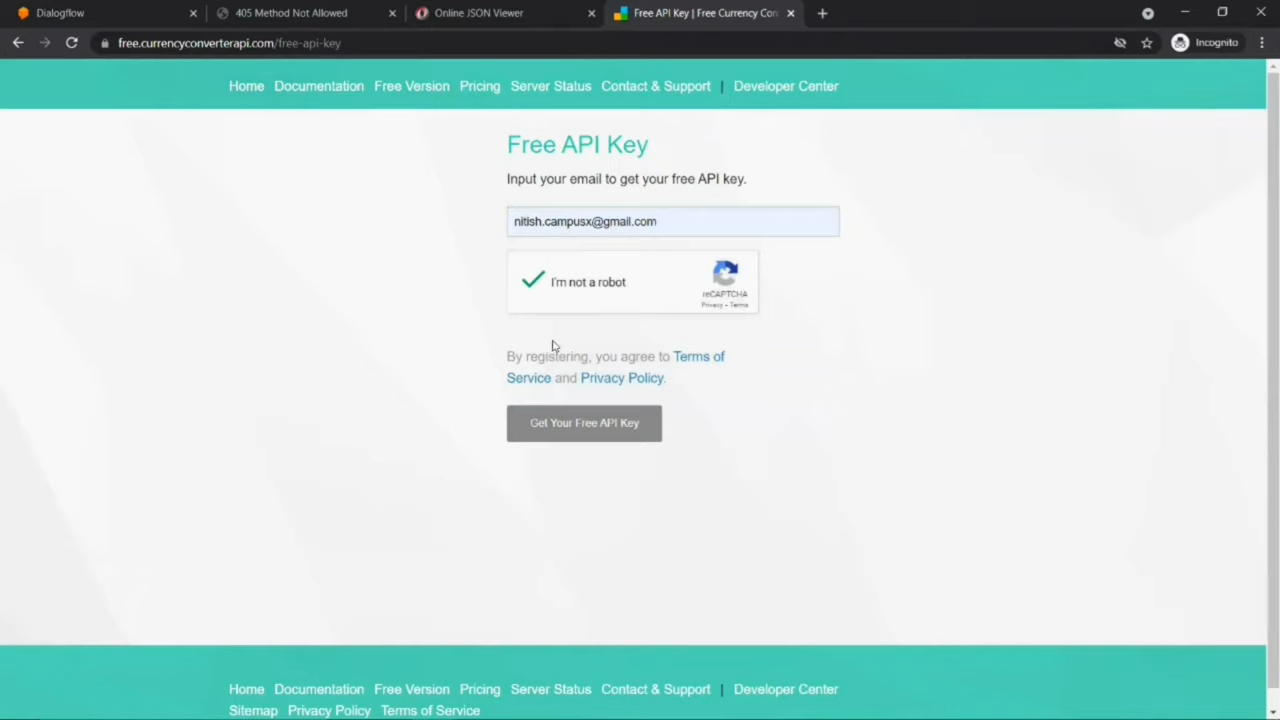 Dialogflow
405 Method Not Allowed
Online JSON Viewer
Free API Key | Free Currency Con
free.currencyconverterapi.com/free-api-key
Incognito
Home Documentation Free Version Pricing Server Status Contact & Support | Developer Center
Free API Key
Input your email to get your free API key.
nitish.campusx@gmail.com
I'm not a robot
reCAPTCHA
Privacy - Terms
By registering, you agree to Terms of
Service and Privacy Policy.
Get Your Free API Key
Home Documentation Free Version Pricing Server Status Contact & Support | Developer Center
Sitemap Privacy Policy Terms of Service